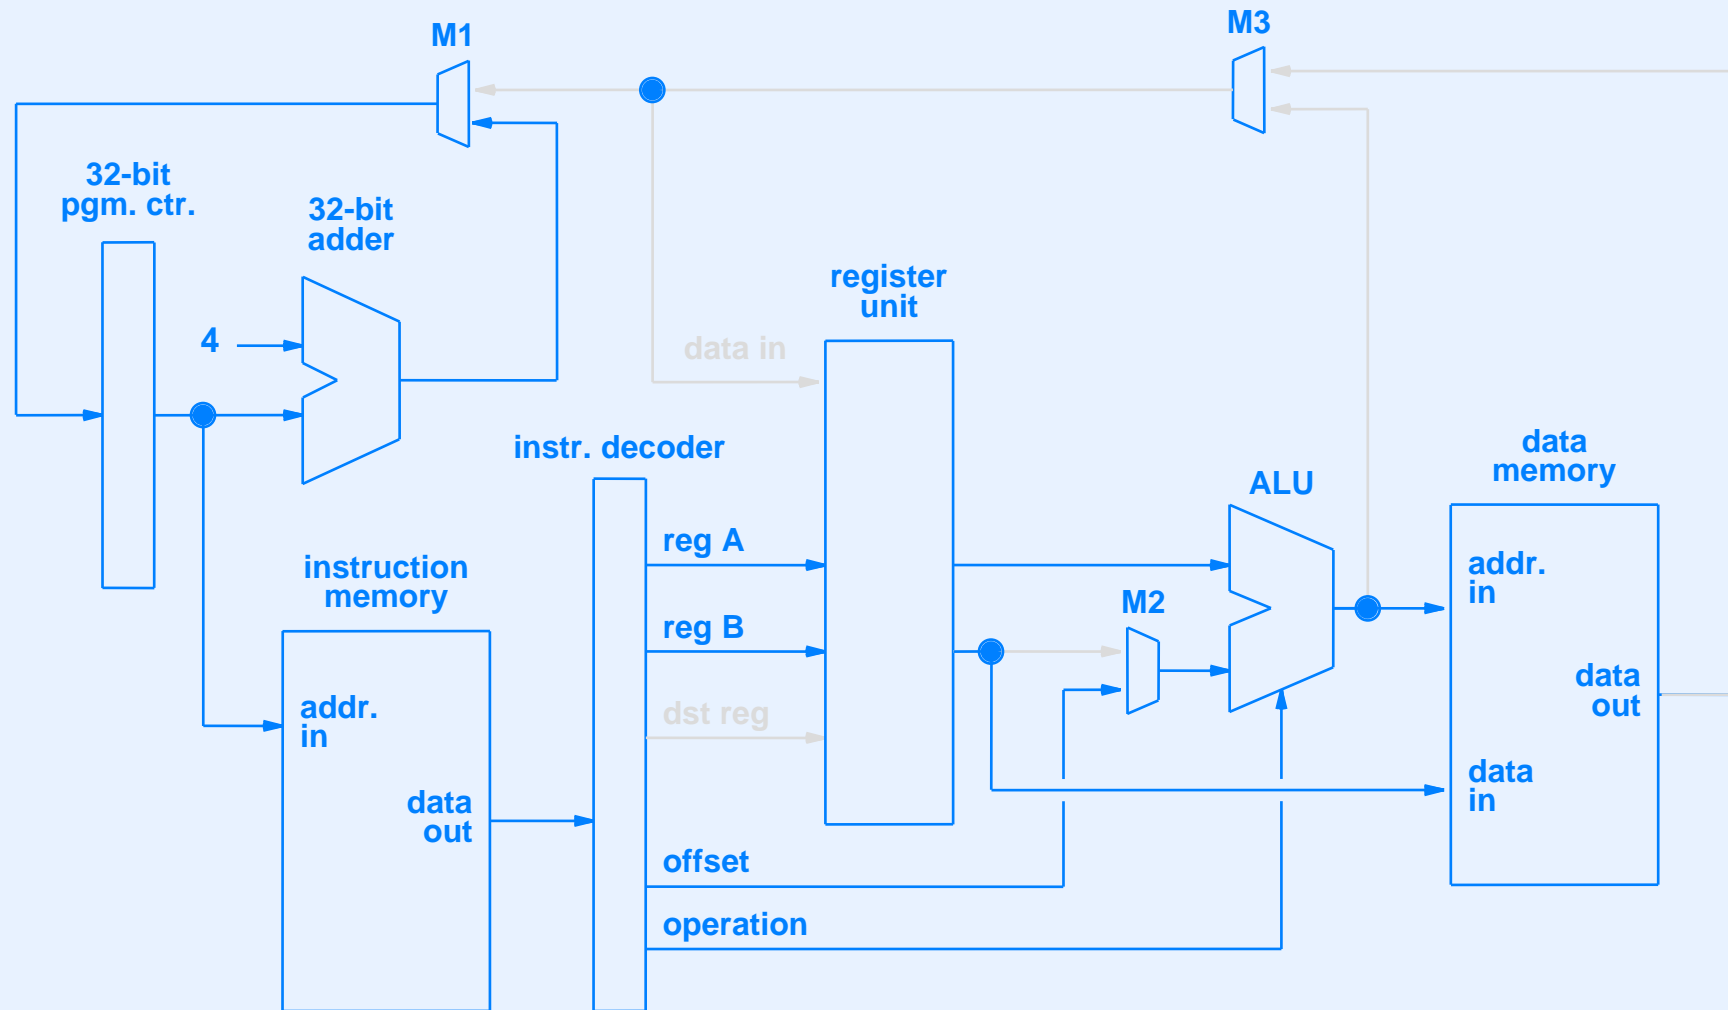 M1
M3
32-bit
pgm. ctr.
32-bit
adder
register
unit
4
data in
instr. decoder
data
memory
ALU
reg A
instruction
memory
addr.
in
M2
reg B
data
out
addr.
in
dst reg
data
in
data
out
offset
operation